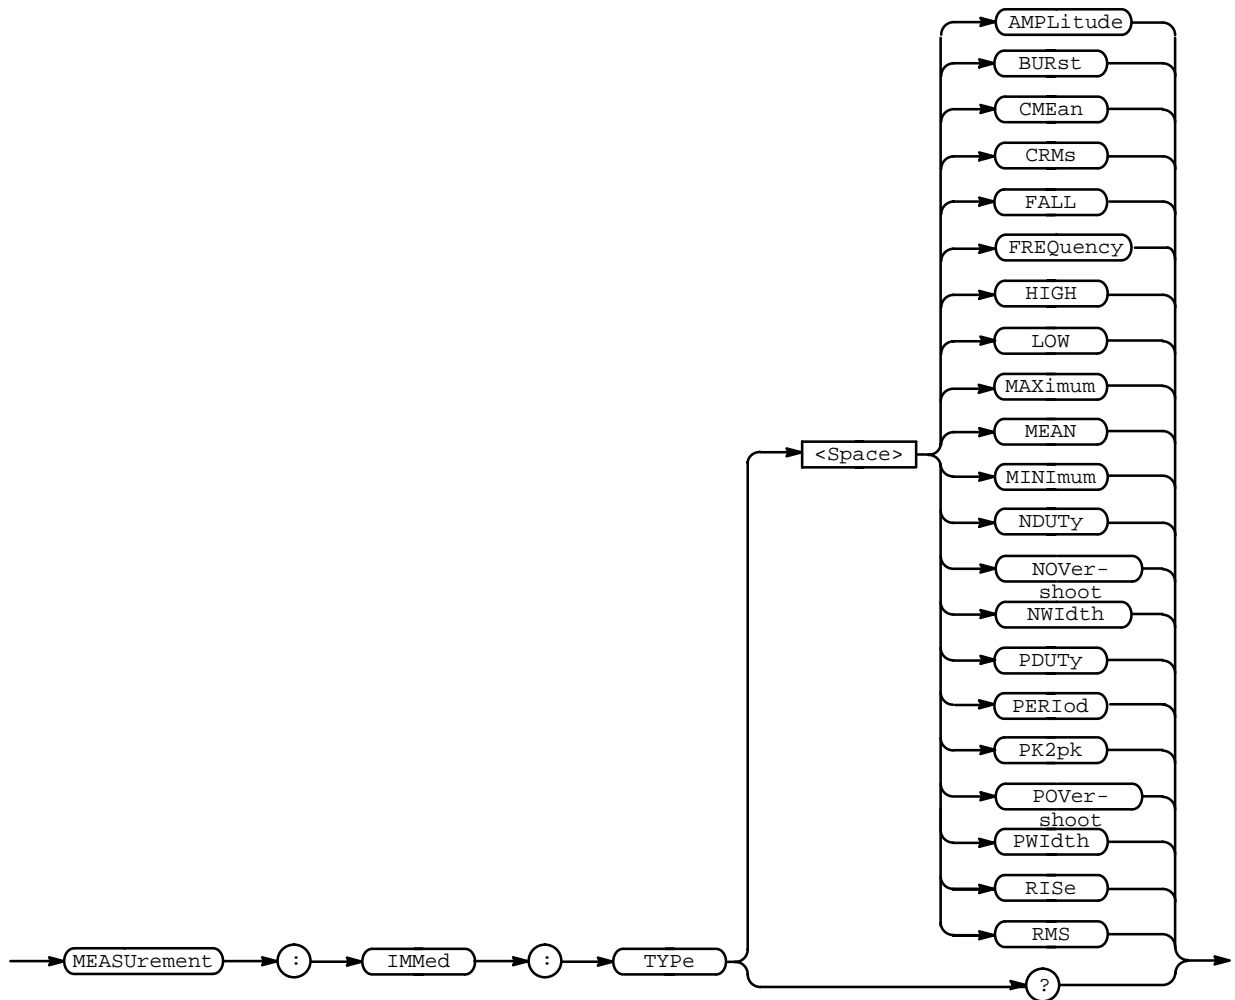 AMPLitude
BURst
CMEan
CRMs
FALL
FREQuency
HIGH
LOW
MAXimum
MEAN
<Space>
MINImum
NDUTy
NOVer-
shoot
NWIdth
PDUTy
PERIod
PK2pk
POVer-
shoot
PWIdth
RISe
RMS
MEASUrement : IMMed : TYPe
?